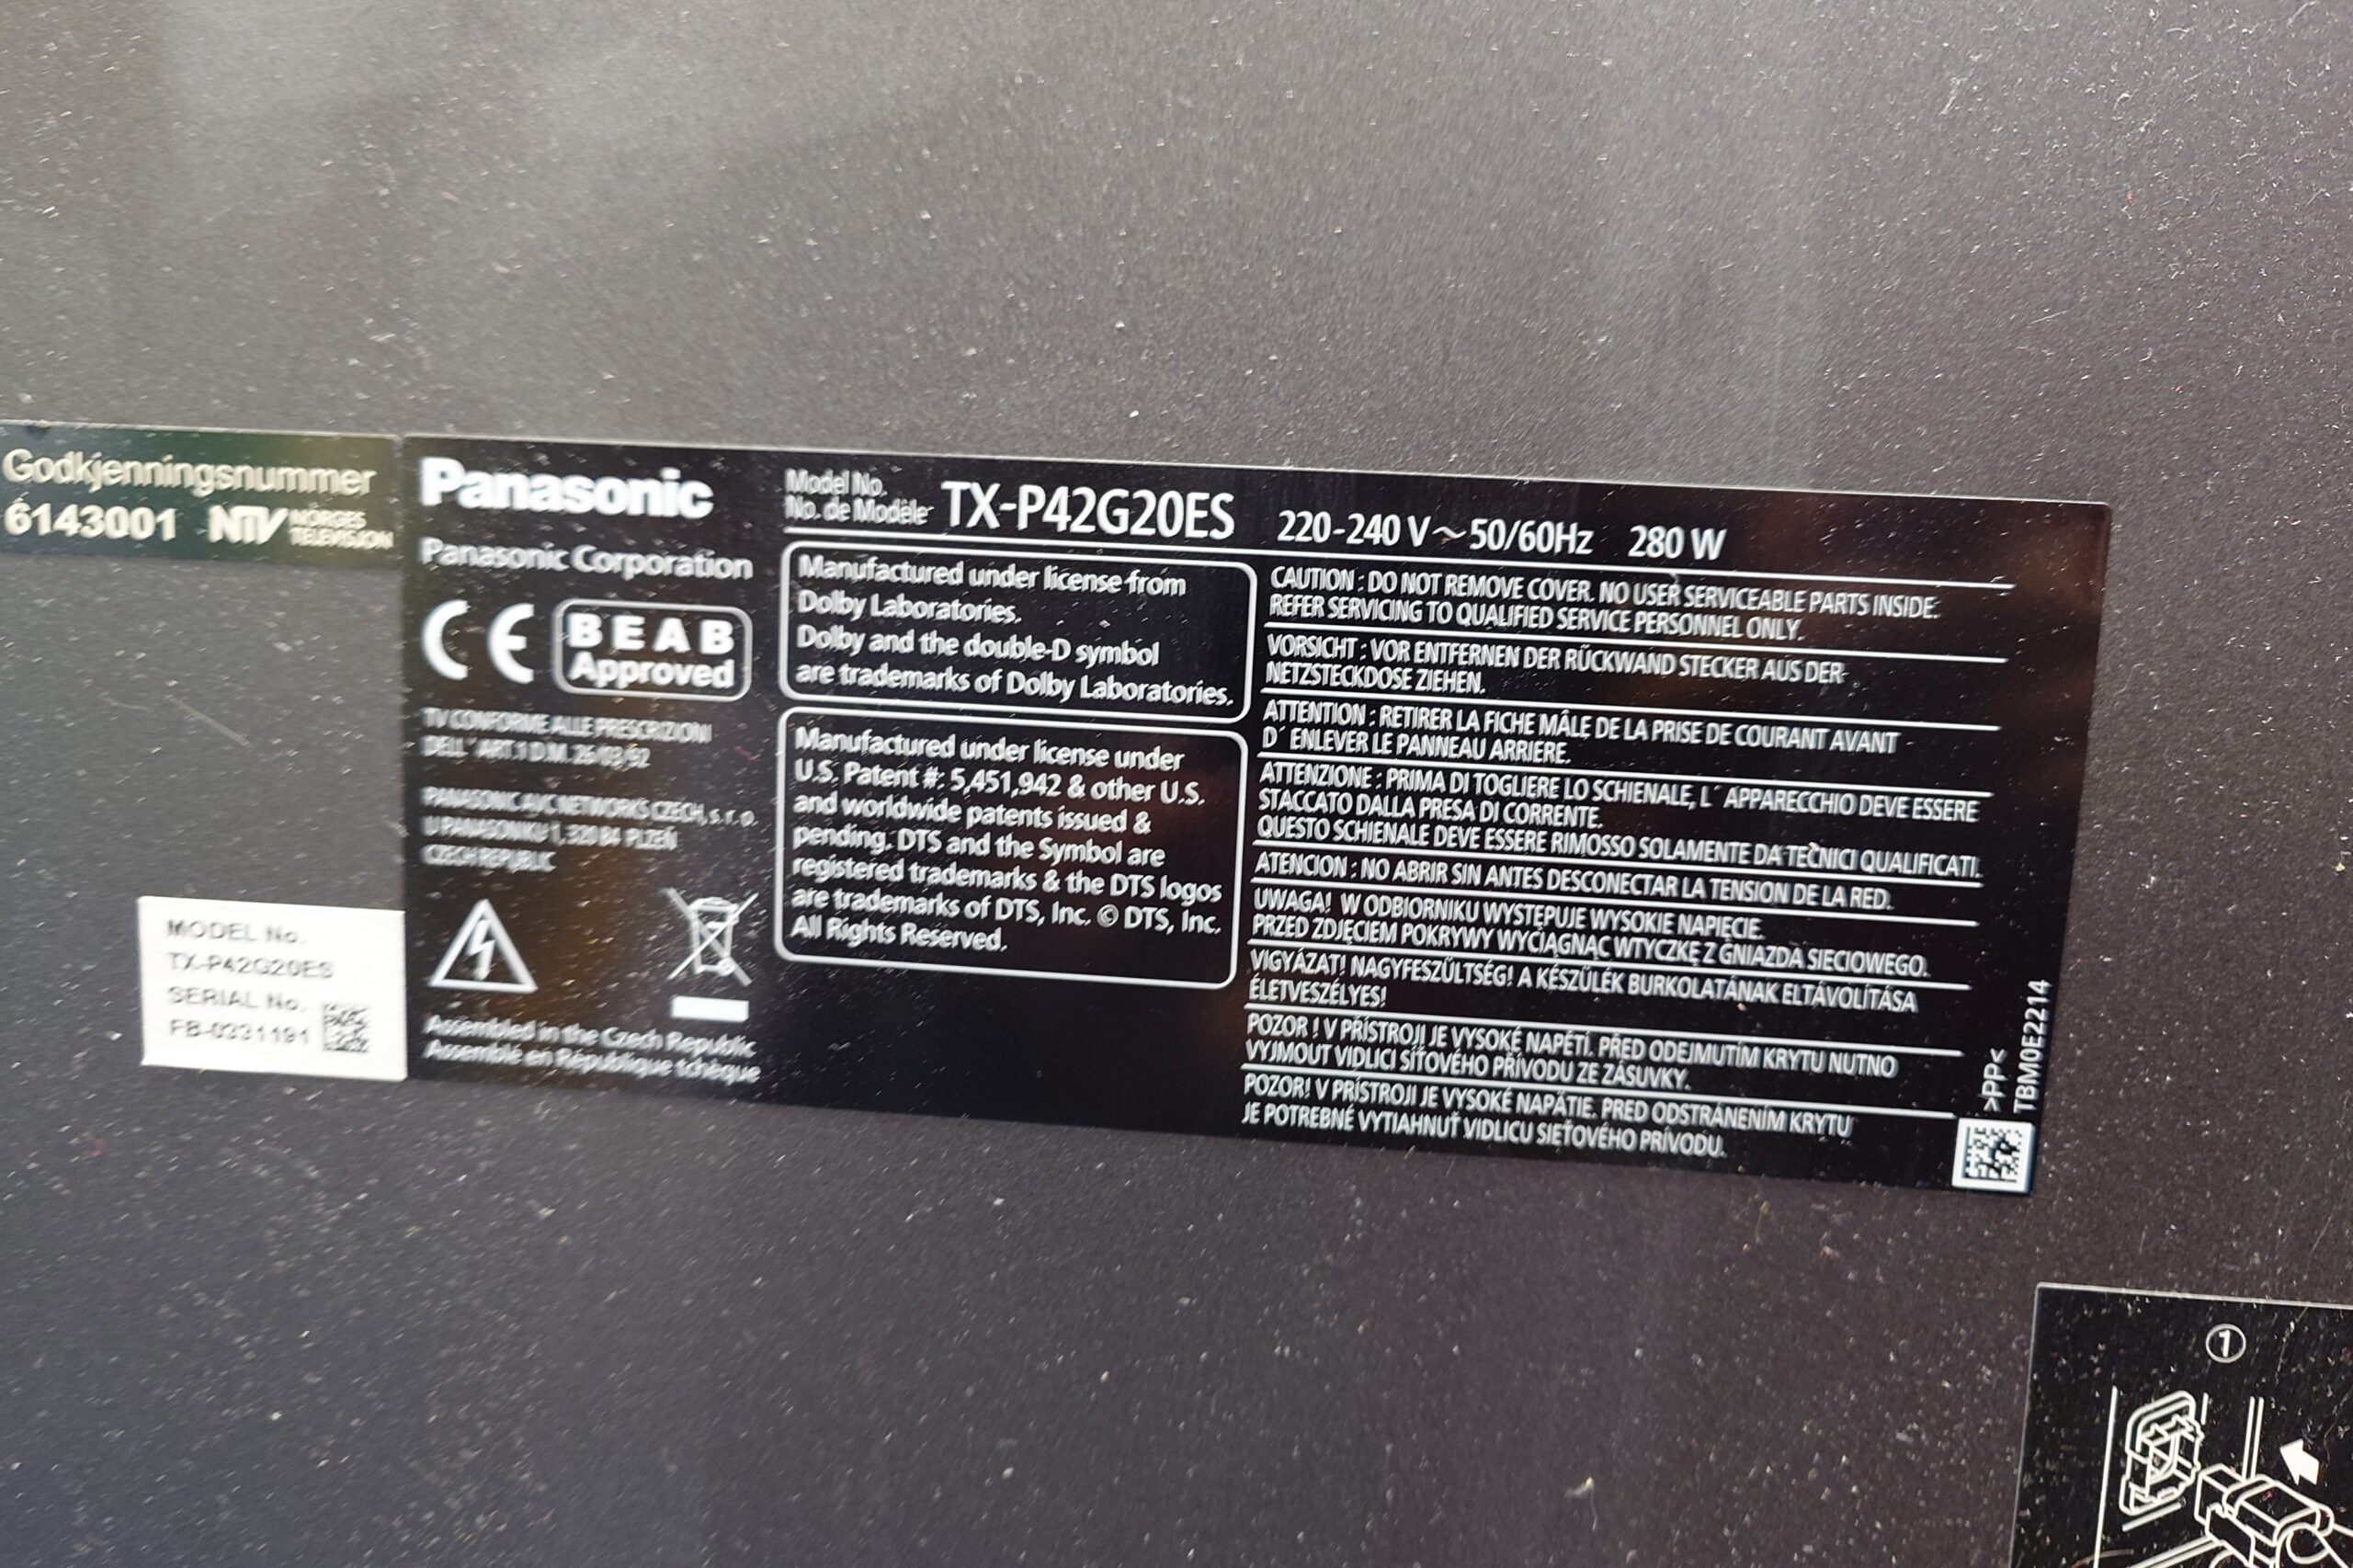 Godkjenningsnummer
6143001 NTV NORGES TELEVISJON
Panasonic
Panasonic Corporation
CE BEAB Approved
TV CONFORME ALLE PRESCRIZIONI
DELL´ ART.1 D.M. 26/03/92
PANASONIC AVC NETWORKS CZECH, s.r.o.
U PANASONIKU 1, 320 84 PLZEŇ
CZECH REPUBLIC
Assembled in the Czech Republic
Assemblé en République tchèque
MODEL No.
TX-P42G20ES
SERIAL No.
FB-0331191
Model No.
No. de Modèle TX-P42G20ES 220-240 V～50/60Hz 280 W
Manufactured under license from
Dolby Laboratories.
Dolby and the double-D symbol
are trademarks of Dolby Laboratories.
Manufactured under license under
U.S. Patent #: 5,451,942 & other U.S.
and worldwide patents issued &
pending. DTS and the Symbol are
registered trademarks & the DTS logos
are trademarks of DTS, Inc. © DTS, Inc.
All Rights Reserved.
CAUTION : DO NOT REMOVE COVER. NO USER SERVICEABLE PARTS INSIDE.
REFER SERVICING TO QUALIFIED SERVICE PERSONNEL ONLY.
VORSICHT : VOR ENTFERNEN DER RÜCKWAND STECKER AUS DER
NETZSTECKDOSE ZIEHEN.
ATTENTION : RETIRER LA FICHE MÂLE DE LA PRISE DE COURANT AVANT
D´ ENLEVER LE PANNEAU ARRIERE.
ATTENZIONE : PRIMA DI TOGLIERE LO SCHIENALE, L´ APPARECCHIO DEVE ESSERE
STACCATO DALLA PRESA DI CORRENTE.
QUESTO SCHIENALE DEVE ESSERE RIMOSSO SOLAMENTE DA TECNICI QUALIFICATI.
ATENCION : NO ABRIR SIN ANTES DESCONECTAR LA TENSION DE LA RED.
UWAGA! W ODBIORNIKU WYSTĘPUJE WYSOKIE NAPIĘCIE.
PRZED ZDJĘCIEM POKRYWY WYCIĄGNĄĆ WTYCZKĘ Z GNIAZDA SIECIOWEGO.
VIGYÁZAT! NAGYFESZÜLTSÉG! A KÉSZÜLÉK BURKOLATÁNAK ELTÁVOLÍTÁSA
ÉLETVESZÉLYES!
POZOR ! V PŘÍSTROJI JE VYSOKÉ NAPĚTÍ. PŘED ODEJMUTÍM KRYTU NUTNO
VYJMOUT VIDLICI SÍŤOVÉHO PŘÍVODU ZE ZÁSUVKY.
POZOR! V PRÍSTROJI JE VYSOKÉ NAPÄTIE. PRED ODSTRÁNENÍM KRYTU
JE POTREBNÉ VYTIAHNUŤ VIDLICU SIEŤOVÉHO PRÍVODU.
>PP<
TBM0E2214
①